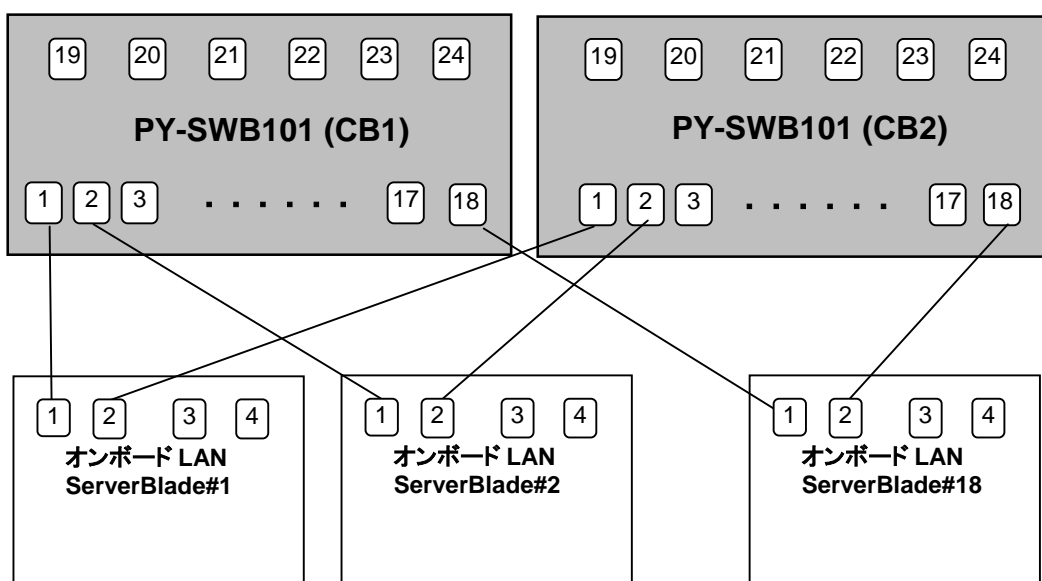 19 20 21 22 23 24
PY-SWB101 (CB1)
1 2 3 ・・・・・・ 17 18
19 20 21 22 23 24
PY-SWB101 (CB2)
1 2 3 ・・・・・・ 17 18
1 2 3 4
オンボード LAN
ServerBlade#1
1 2 3 4
オンボード LAN
ServerBlade#2
1 2 3 4
オンボード LAN
ServerBlade#18